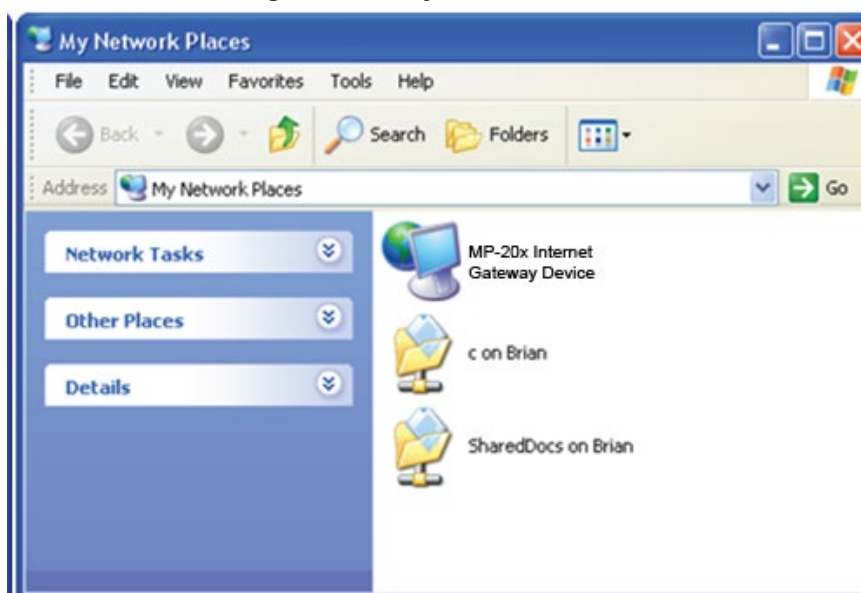 My Network Places
File Edit View Favorites Tools Help
Back Search Folders
Address My Network Places Go
Network Tasks
Other Places
Details
MP-20x Internet
Gateway Device
c on Brian
SharedDocs on Brian